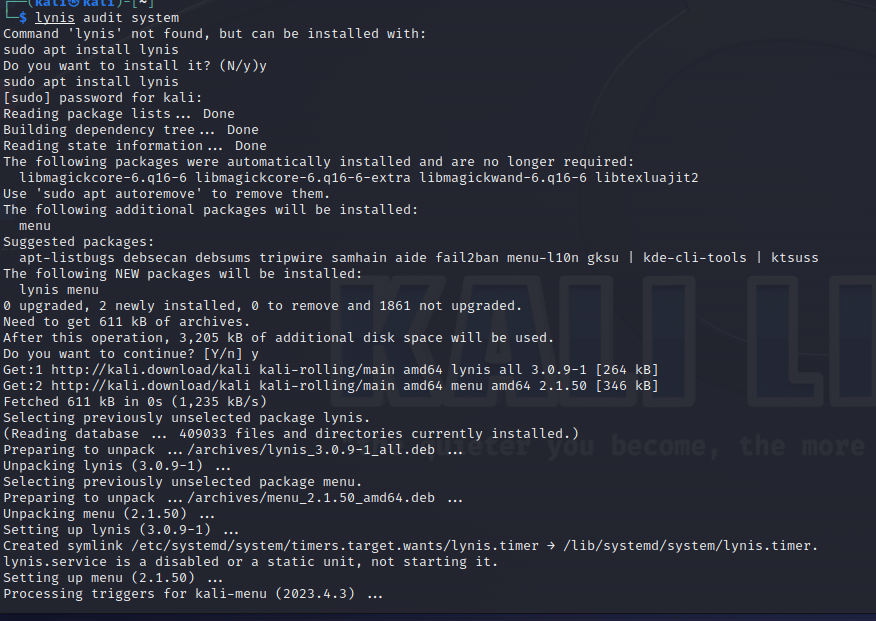 (kali㉿kali)-[~]
└─$ lynis audit system
Command 'lynis' not found, but can be installed with:
sudo apt install lynis
Do you want to install it? (N/y)y
sudo apt install lynis
[sudo] password for kali:
Reading package lists... Done
Building dependency tree... Done
Reading state information... Done
The following packages were automatically installed and are no longer required:
  libmagickcore-6.q16-6 libmagickcore-6.q16-6-extra libmagickwand-6.q16-6 libtexluajit2
Use 'sudo apt autoremove' to remove them.
The following additional packages will be installed:
  menu
Suggested packages:
  apt-listbugs debsecan debsums tripwire samhain aide fail2ban menu-l10n gksu | kde-cli-tools | ktsuss
The following NEW packages will be installed:
  lynis menu
0 upgraded, 2 newly installed, 0 to remove and 1861 not upgraded.
Need to get 611 kB of archives.
After this operation, 3,205 kB of additional disk space will be used.
Do you want to continue? [Y/n] y
Get:1 http://kali.download/kali kali-rolling/main amd64 lynis all 3.0.9-1 [264 kB]
Get:2 http://kali.download/kali kali-rolling/main amd64 menu amd64 2.1.50 [346 kB]
Fetched 611 kB in 0s (1,235 kB/s)
Selecting previously unselected package lynis.
(Reading database ... 409033 files and directories currently installed.)
Preparing to unpack .../archives/lynis_3.0.9-1_all.deb ...
Unpacking lynis (3.0.9-1) ...
Selecting previously unselected package menu.
Preparing to unpack .../archives/menu_2.1.50_amd64.deb ...
Unpacking menu (2.1.50) ...
Setting up lynis (3.0.9-1) ...
Created symlink /etc/systemd/system/timers.target.wants/lynis.timer → /lib/systemd/system/lynis.timer.
lynis.service is a disabled or a static unit, not starting it.
Setting up menu (2.1.50) ...
Processing triggers for kali-menu (2023.4.3) ...
KALI LI
quieter you become, the more